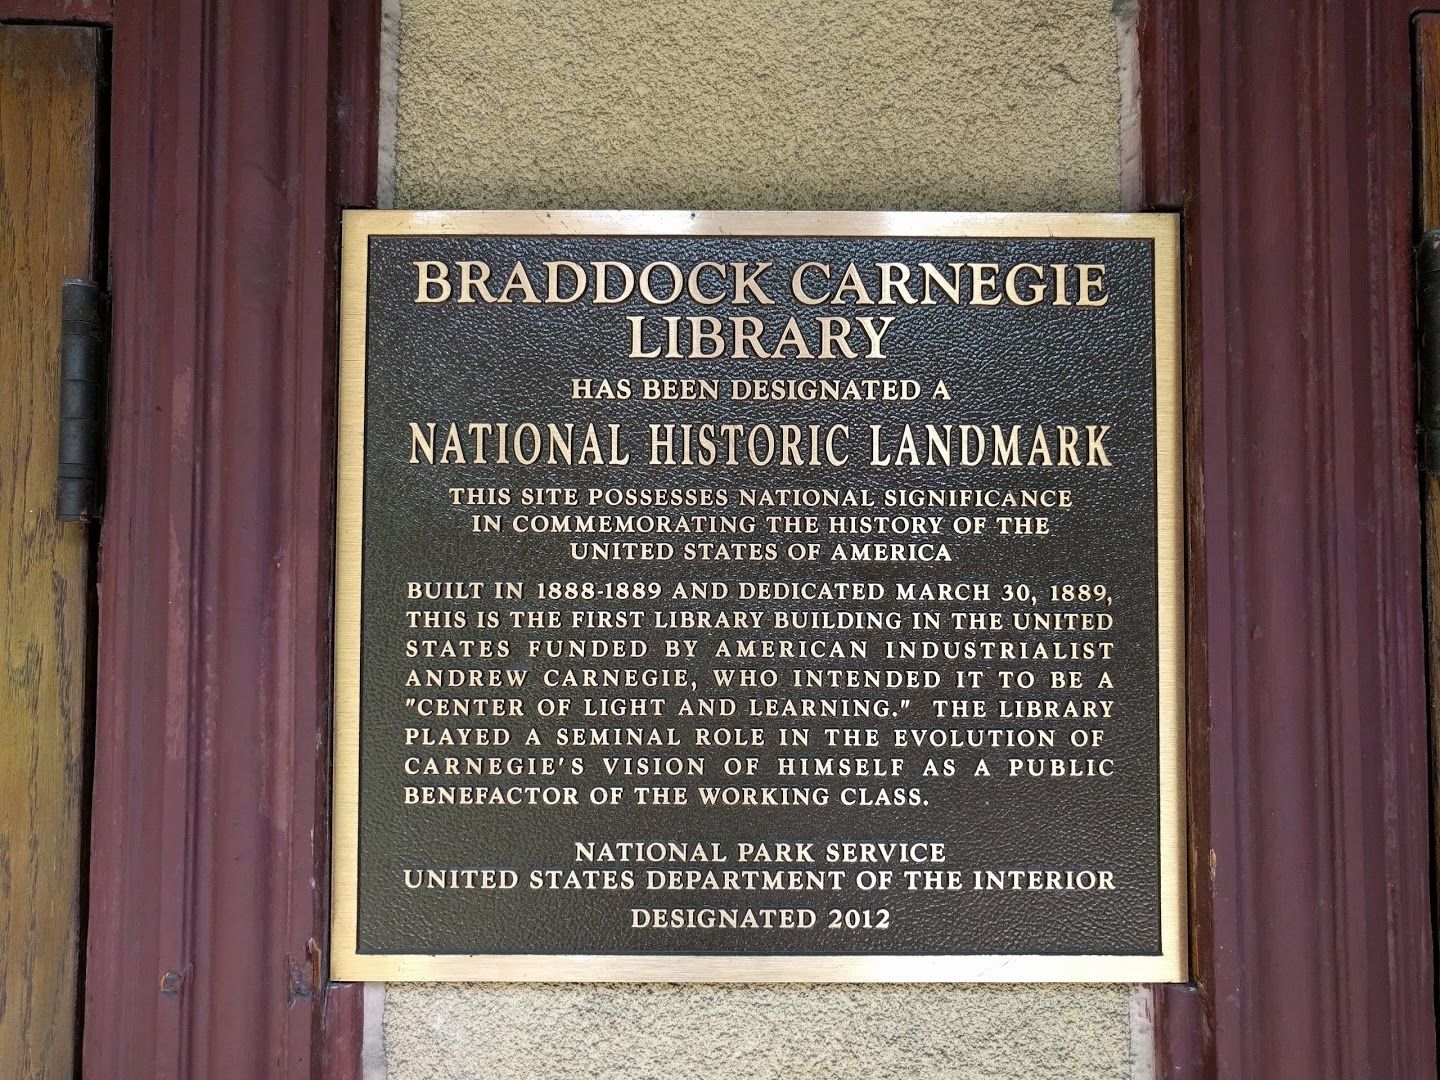 BRADDOCK CARNEGIE
LIBRARY
HAS BEEN DESIGNATED A
NATIONAL HISTORIC LANDMARK
THIS SITE POSSESSES NATIONAL SIGNIFICANCE
IN COMMEMORATING THE HISTORY OF THE
UNITED STATES OF AMERICA
BUILT IN 1888-1889 AND DEDICATED MARCH 30, 1889,
THIS IS THE FIRST LIBRARY BUILDING IN THE UNITED
STATES FUNDED BY AMERICAN INDUSTRIALIST
ANDREW CARNEGIE, WHO INTENDED IT TO BE A
"CENTER OF LIGHT AND LEARNING." THE LIBRARY
PLAYED A SEMINAL ROLE IN THE EVOLUTION OF
CARNEGIE'S VISION OF HIMSELF AS A PUBLIC
BENEFACTOR OF THE WORKING CLASS.
NATIONAL PARK SERVICE
UNITED STATES DEPARTMENT OF THE INTERIOR
DESIGNATED 2012